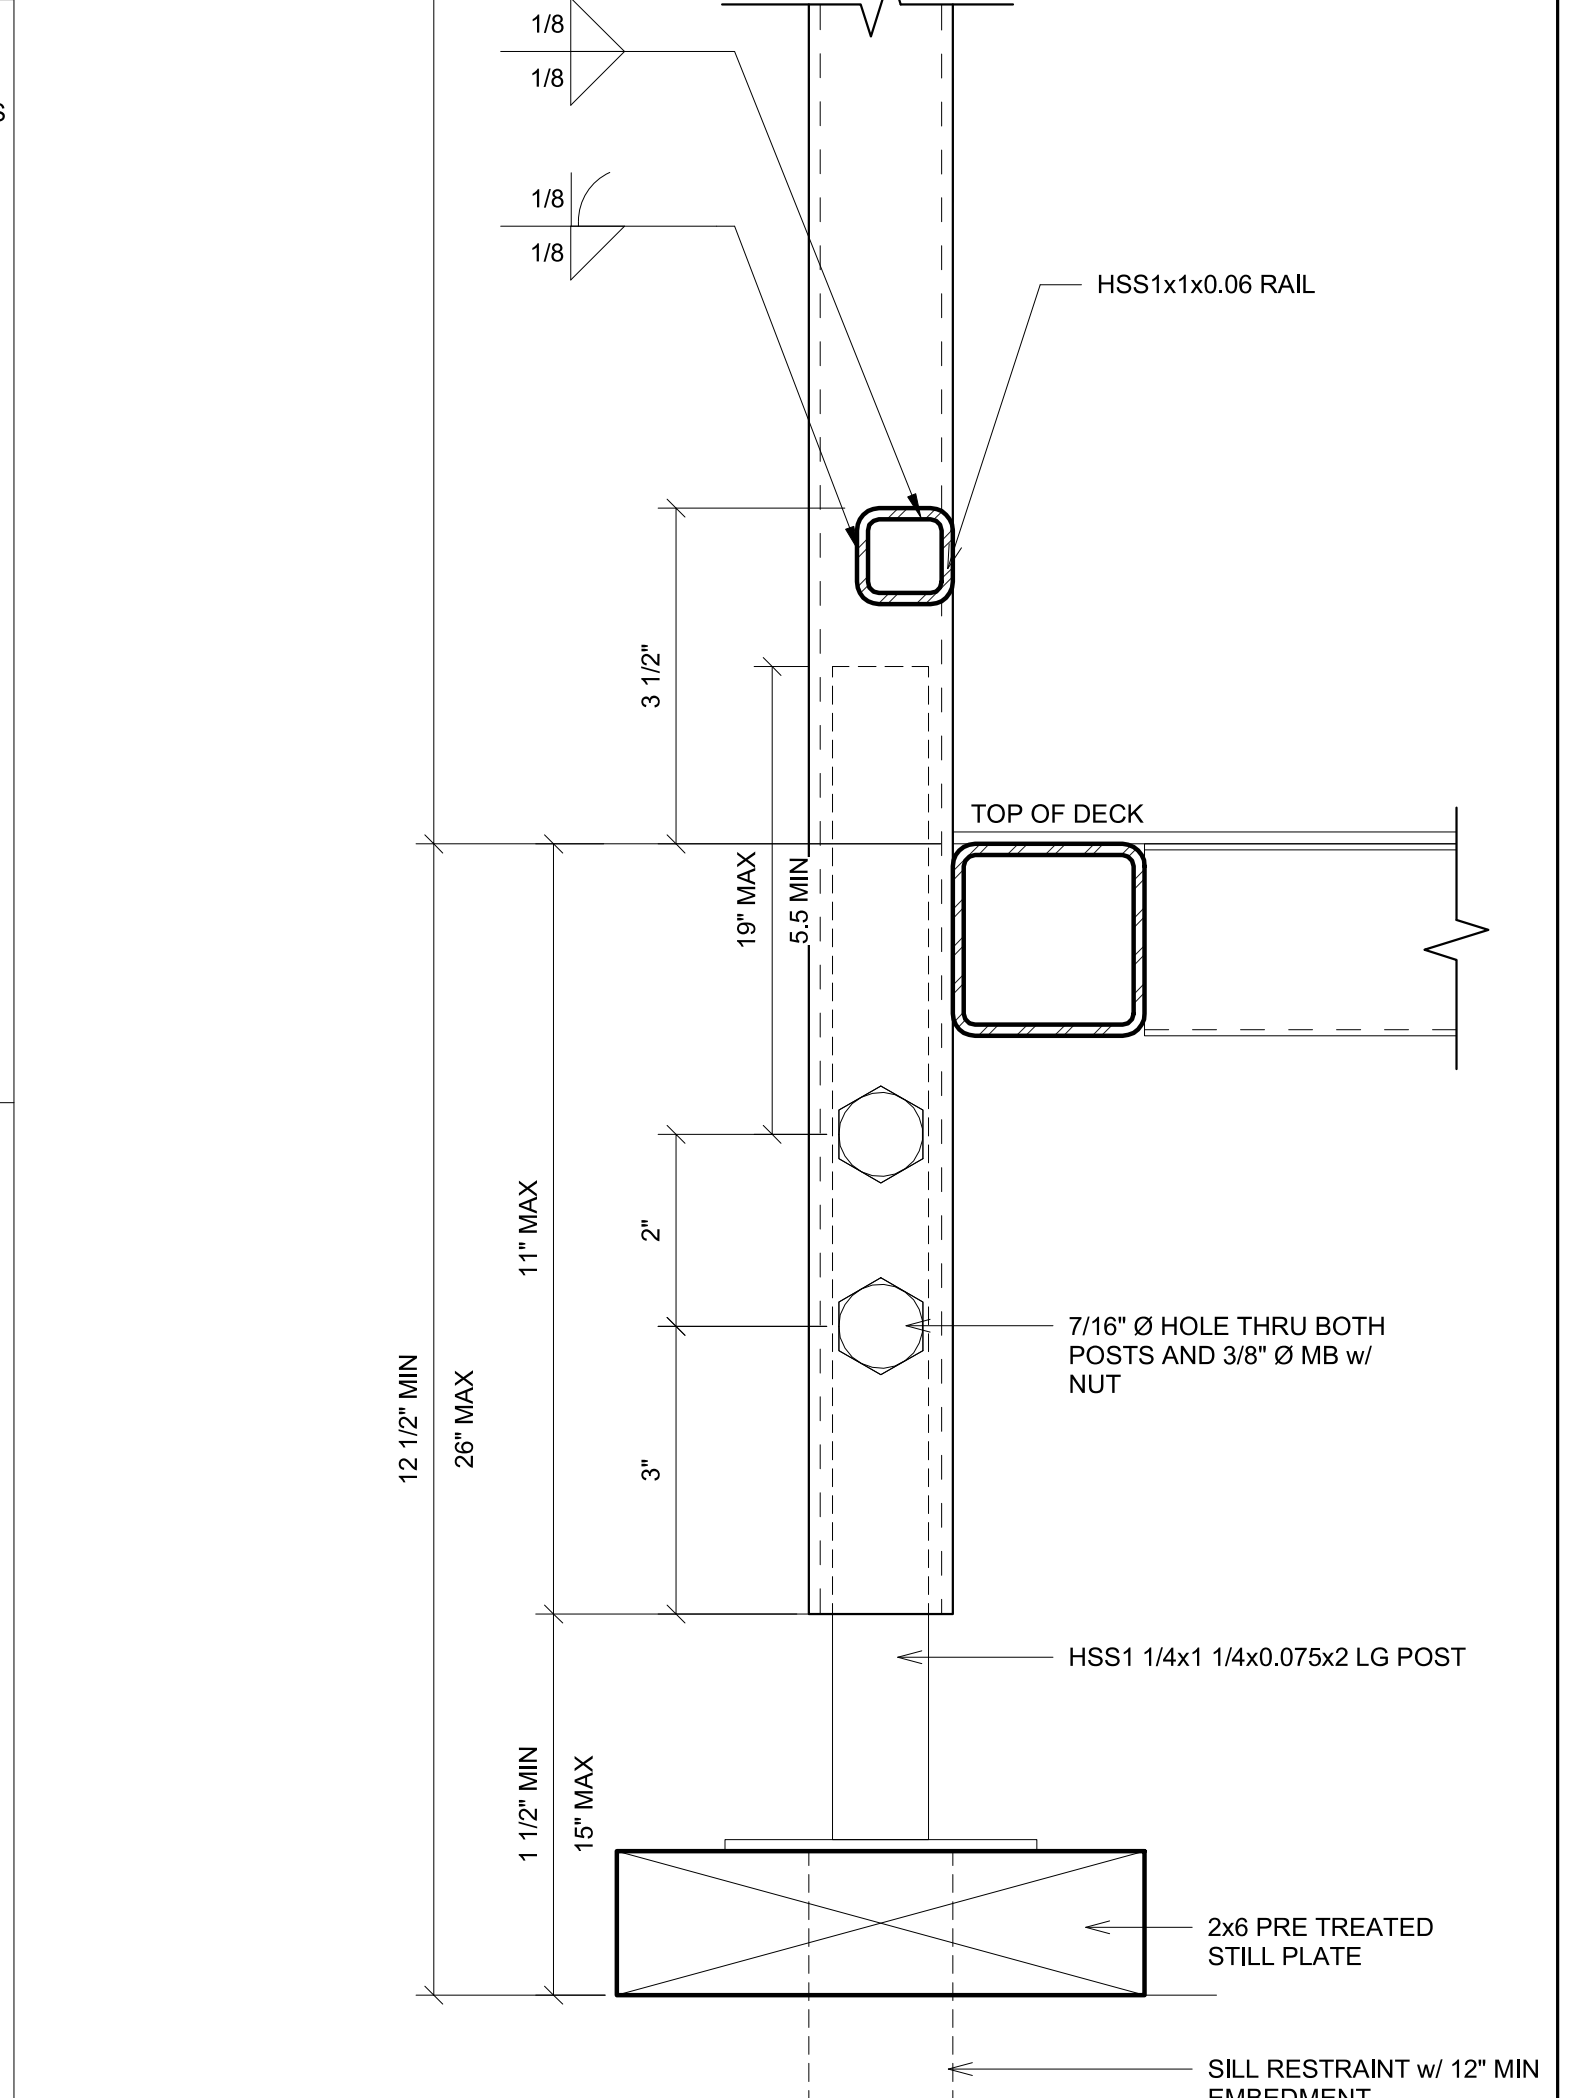 1/8
1/8
S
1/8
1/8
HSS1x1x0.06 RAIL
3 1/2"
TOP OF DECK
19" MAX
5.5 MIN
11" MAX
2"
7/16" Ø HOLE THRU BOTH
POSTS AND 3/8" Ø MB w/
NUT
12 1/2" MIN
26" MAX
3"
HSS1 1/4x1 1/4x0.075x2 LG POST
1 1/2" MIN
15" MAX
2x6 PRE TREATED
STILL PLATE
SILL RESTRAINT w/ 12" MIN
EMBEDMENT